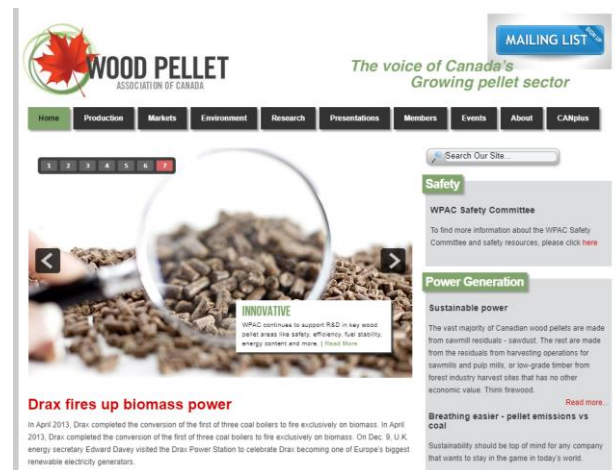 MAILING LIST
SIGN UP
WOOD PELLET
ASSOCIATION OF CANADA
The voice of Canada's
Growing pellet sector
Home Production Markets Environment Research Presentations Members Events About CANplus
1 2 3 4 5 6 7
Search Our Site...
INNOVATIVE
WPAC continues to support R&D in key wood
pellet areas like safety, efficiency, fuel stability,
energy content and more. | Read More
Safety
WPAC Safety Committee
To find more information about the WPAC Safety
Committee and safety resources, please click here
Power Generation
Sustainable power
The vast majority of Canadian wood pellets are made
from sawmill residuals - sawdust. The rest are made
from the residuals from harvesting operations for
sawmills and pulp mills, or low-grade timber from
forest industry harvest sites that has no other
economic value. Think firewood.
Read more...
Breathing easier - pellet emissions vs
coal
Sustainability should be top of mind for any company
that wants to stay in the game in today's world.
Drax fires up biomass power
In April 2013, Drax completed the conversion of the first of three coal boilers to fire exclusively on biomass. In April
2013, Drax completed the conversion of the first of three coal boilers to fire exclusively on biomass. On Dec. 9, U.K.
energy secretary Edward Davey visited the Drax Power Station to celebrate Drax becoming one of Europe's biggest
renewable electricity generators.